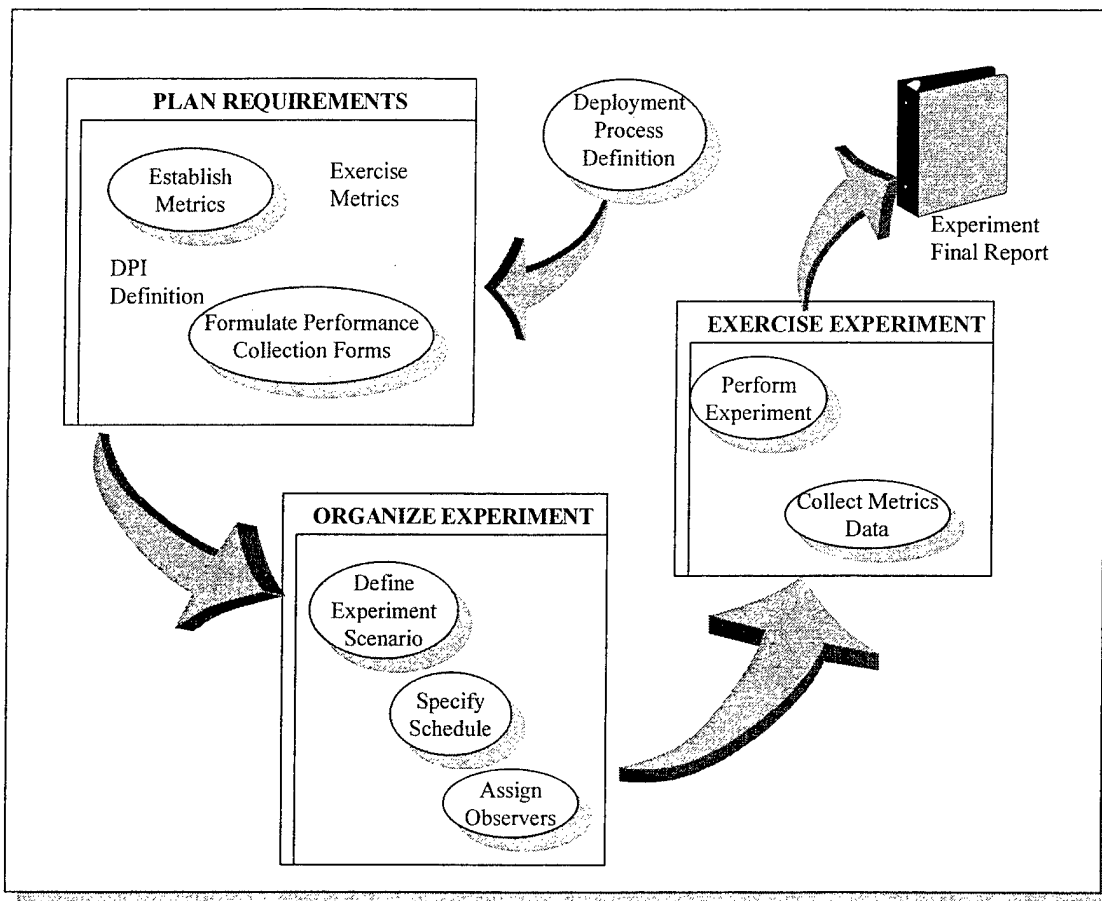 PLAN REQUIREMENTS
Establish
Metrics
Exercise
Metrics
DPI
Definition
Formulate Performance
Collection Forms
Deployment
Process
Definition
Experiment
Final Report
EXERCISE EXPERIMENT
Perform
Experiment
Collect Metrics
Data
ORGANIZE EXPERIMENT
Define
Experiment
Scenario
Specify
Schedule
Assign
Observers